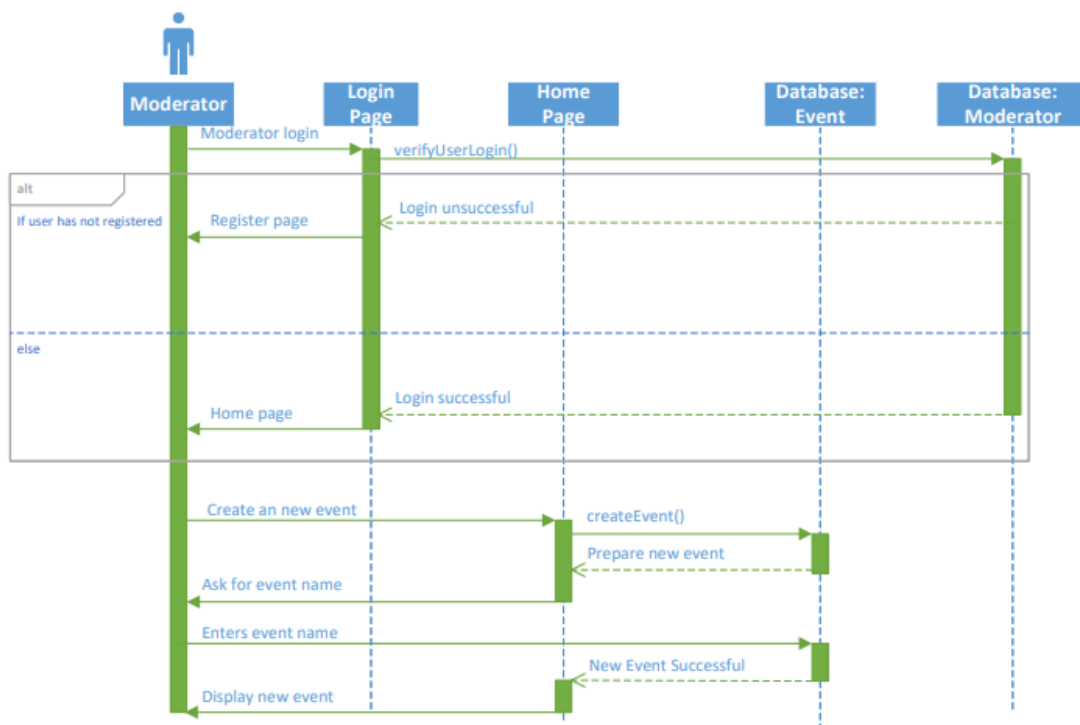 Moderator
Login
Page
Home
Page
Database:
Event
Database:
Moderator
Moderator login
verifyUserLogin()
alt
If user has not registered
Login unsuccessful
Register page
else
Login successful
Home page
Create an new event
createEvent()
Prepare new event
Ask for event name
Enters event name
New Event Successful
Display new event